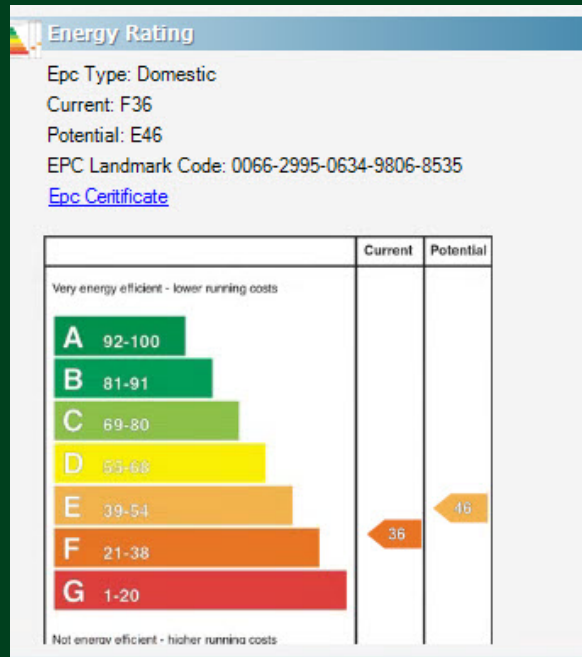 Energy Rating
Epc Type: Domestic
Current: F36
Potential: E46
EPC Landmark Code: 0066-2995-0634-9806-8535
Epc Ceritificate
Current Potential
Very energy efficient - lower running costs
A 92-100
B 81-91
C 69-80
D 55-68
E 39-54
46
F 21-38
36
G 1-20
Not energy efficient - higher running costs